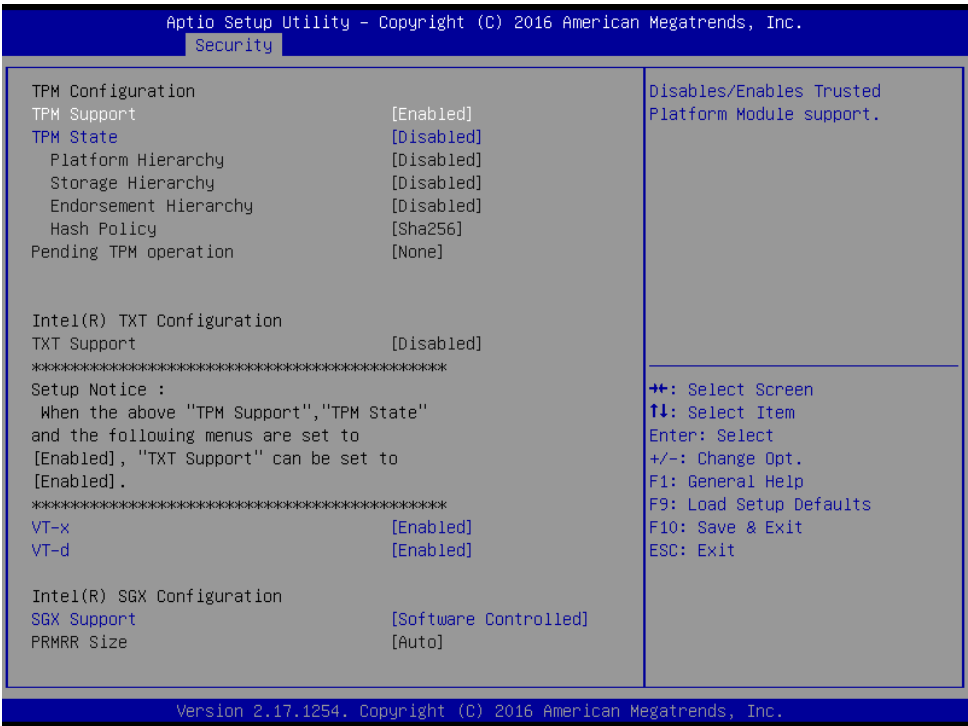 Aptio Setup Utility – Copyright (C) 2016 American Megatrends, Inc.
Security
TPM Configuration
TPM Support [Enabled]
TPM State [Disabled]
Platform Hierarchy [Disabled]
Storage Hierarchy [Disabled]
Endorsement Hierarchy [Disabled]
Hash Policy [Sha256]
Pending TPM operation [None]
Intel(R) TXT Configuration
TXT Support [Disabled]
*********************************************
Setup Notice :
When the above "TPM Support","TPM State"
and the following menus are set to
[Enabled], "TXT Support" can be set to
[Enabled].
*********************************************
VT-x [Enabled]
VT-d [Enabled]
Intel(R) SGX Configuration
SGX Support [Software Controlled]
PRMRR Size [Auto]
Disables/Enables Trusted
Platform Module support.
→←: Select Screen
↑↓: Select Item
Enter: Select
+/-: Change Opt.
F1: General Help
F9: Load Setup Defaults
F10: Save & Exit
ESC: Exit
Version 2.17.1254. Copyright (C) 2016 American Megatrends, Inc.